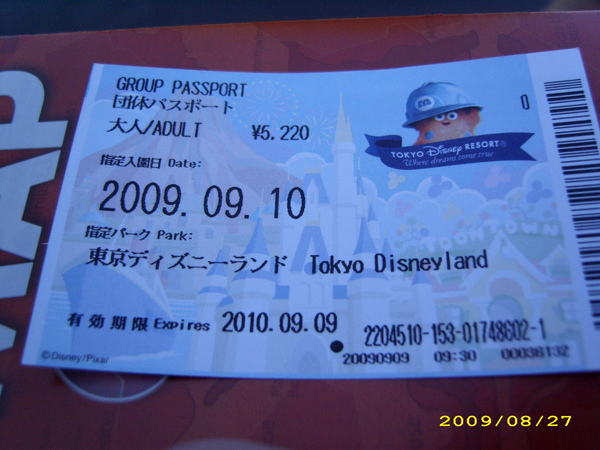 MAP
GROUP PASSPORT
団体パスポート
大人/ADULT ¥5.220
0
TOKYO Disney RESORT®
Where dreams come true
指定入園日 Date:
2009. 09. 10
指定パーク Park:
TOONTOWN
東京ディズニーランド Tokyo Disneyland
有効期限 Expires 2010.09.09
2204510-153-01748602-1
©Disney/Pixar
20090909 09:30 00038132
2009/08/27